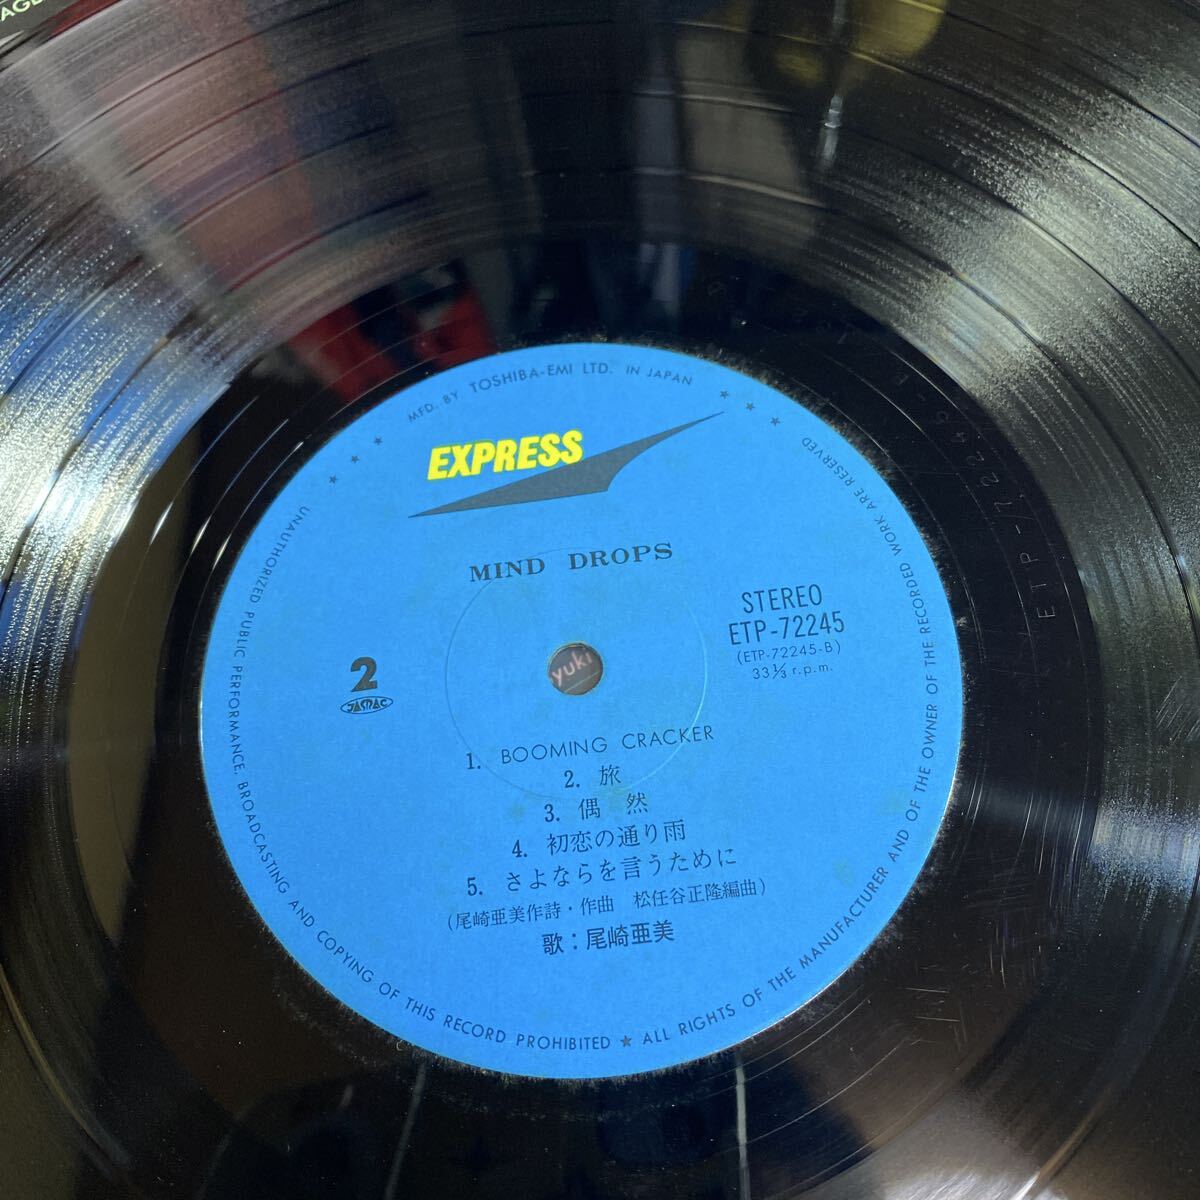 MFD. BY TOSHIBA-EMI LTD. IN JAPAN
EXPRESS
MIND DROPS
STEREO
ETP-72245
(ETP-72245-B)
33 1/3 r.p.m.
2
JASRAC
yuki
1. BOOMING CRACKER
2. 旅
3. 偶 然
4. 初恋の通り雨
5. さよならを言うために
(尾崎亜美作詩・作曲 松任谷正隆編曲)
歌:尾崎亜美
UNAUTHORIZED PUBLIC PERFORMANCE, BROADCASTING AND COPYING OF THIS RECORD PROHIBITED ★ ALL RIGHTS OF THE MANUFACTURER AND OF THE OWNER OF THE RECORDED WORK ARE RESERVED